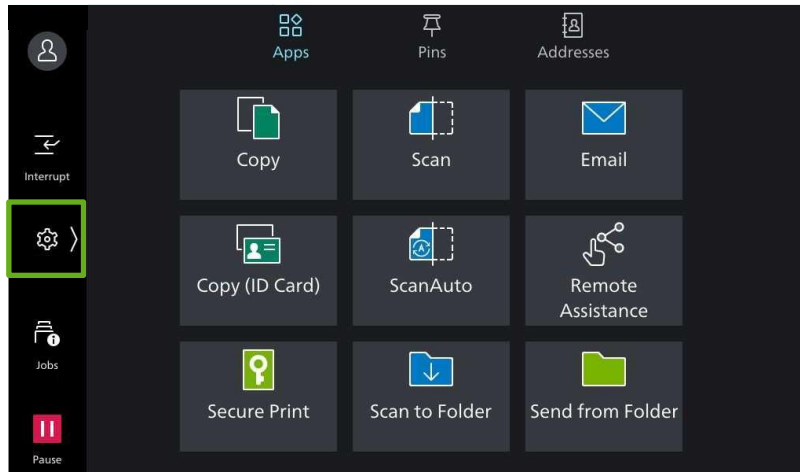 Apps
Pins
Addresses
Interrupt
Jobs
Pause
Copy
Scan
Email
Copy (ID Card)
ScanAuto
Remote
Assistance
Secure Print
Scan to Folder
Send from Folder